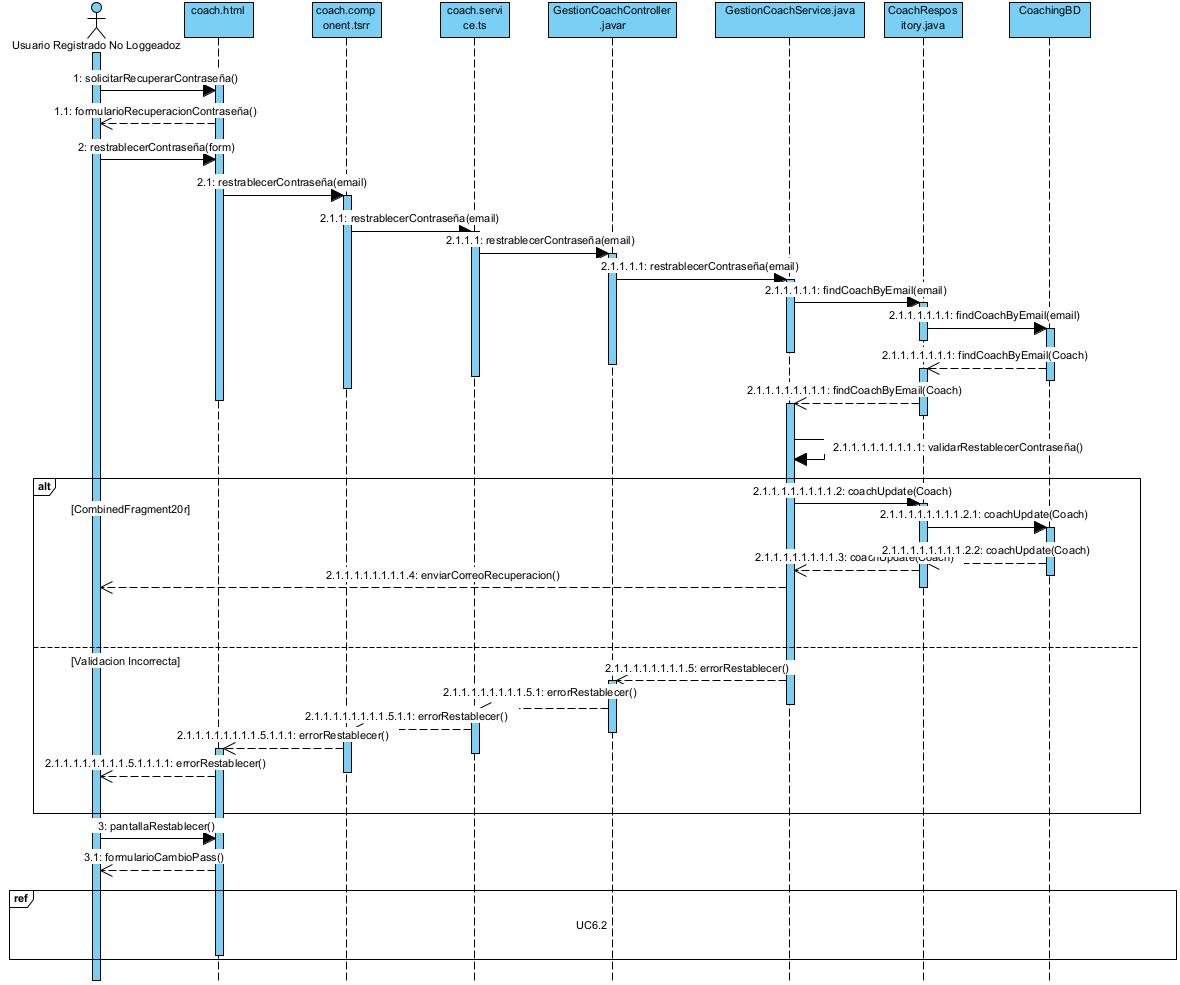 coach.html
coach.comp
onent.tsrr
coach.servi
ce.ts
GestionCoachController
.javar
GestionCoachService.java
CoachRespos
itory.java
CoachingBD
Usuario Registrado No Loggeadoz
1: solicitarRecuperarContraseña()
1.1: formularioRecuperacionContraseña()
2: restrablecerContraseña(form)
2.1: restrablecerContraseña(email)
2.1.1: restrablecerContraseña(email)
2.1.1.1: restrablecerContraseña(email)
2.1.1.1.1: restrablecerContraseña(email)
2.1.1.1.1.1: findCoachByEmail(email)
2.1.1.1.1.1.1: findCoachByEmail(email)
2.1.1.1.1.1.1.1: findCoachByEmail(Coach)
2.1.1.1.1.1.1.1.1: findCoachByEmail(Coach)
2.1.1.1.1.1.1.1.1.1: validarRestablecerContraseña()
alt
[CombinedFragment20r]
2.1.1.1.1.1.1.1.1.2: coachUpdate(Coach)
2.1.1.1.1.1.1.1.1.2.1: coachUpdate(Coach)
2.1.1.1.1.1.1.1.1.2.2: coachUpdate(Coach)
2.1.1.1.1.1.1.1.1.3: coachUpdate(Coach)
2.1.1.1.1.1.1.1.1.4: enviarCorreoRecuperacion()
[Validacion Incorrecta]
2.1.1.1.1.1.1.1.1.5: errorRestablecer()
2.1.1.1.1.1.1.1.1.5.1: errorRestablecer()
2.1.1.1.1.1.1.1.1.5.1.1: errorRestablecer()
2.1.1.1.1.1.1.1.1.5.1.1.1: errorRestablecer()
2.1.1.1.1.1.1.1.1.5.1.1.1.1: errorRestablecer()
3: pantallaRestablecer()
3.1: formularioCambioPass()
ref
UC6.2